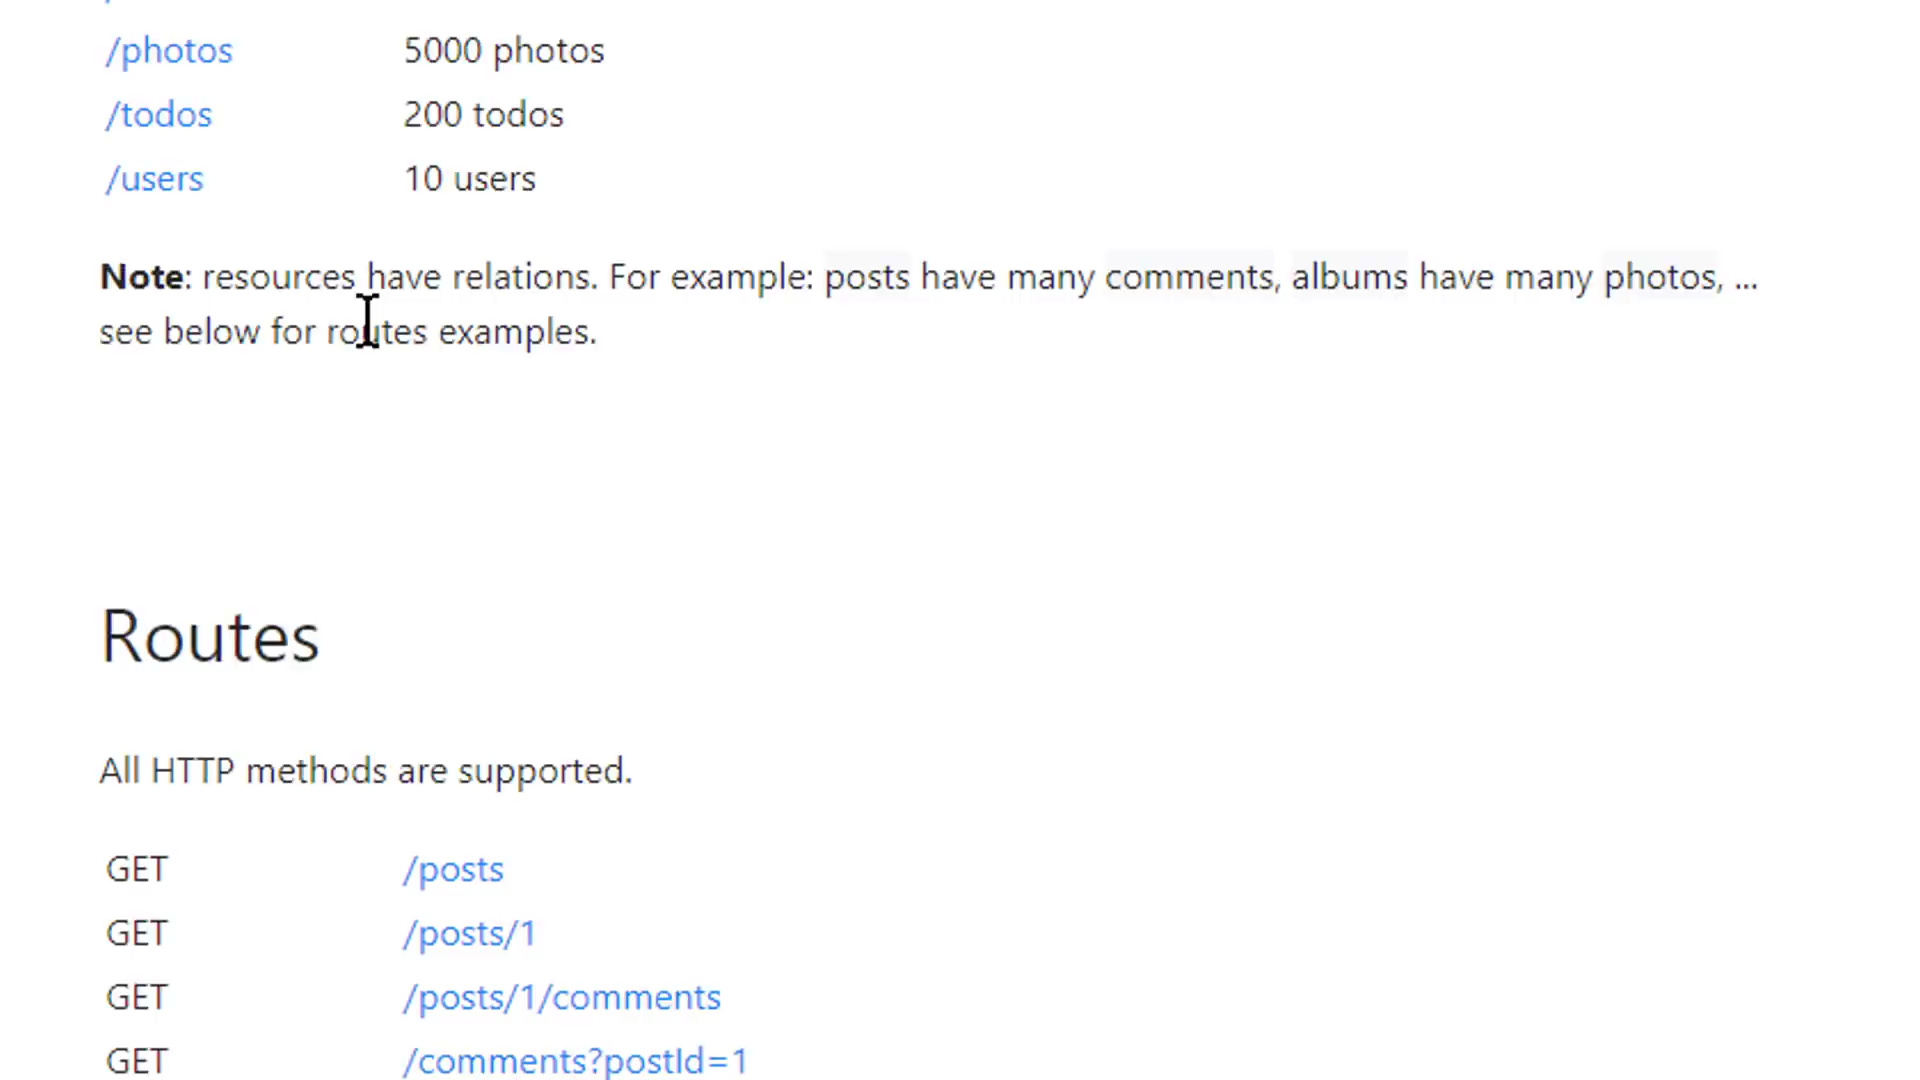 /photos 5000 photos
/todos 200 todos
/users 10 users
Note: resources have relations. For example: posts have many comments, albums have many photos, ...
see below for routes examples.
Routes
All HTTP methods are supported.
GET /posts
GET /posts/1
GET /posts/1/comments
GET /comments?postId=1